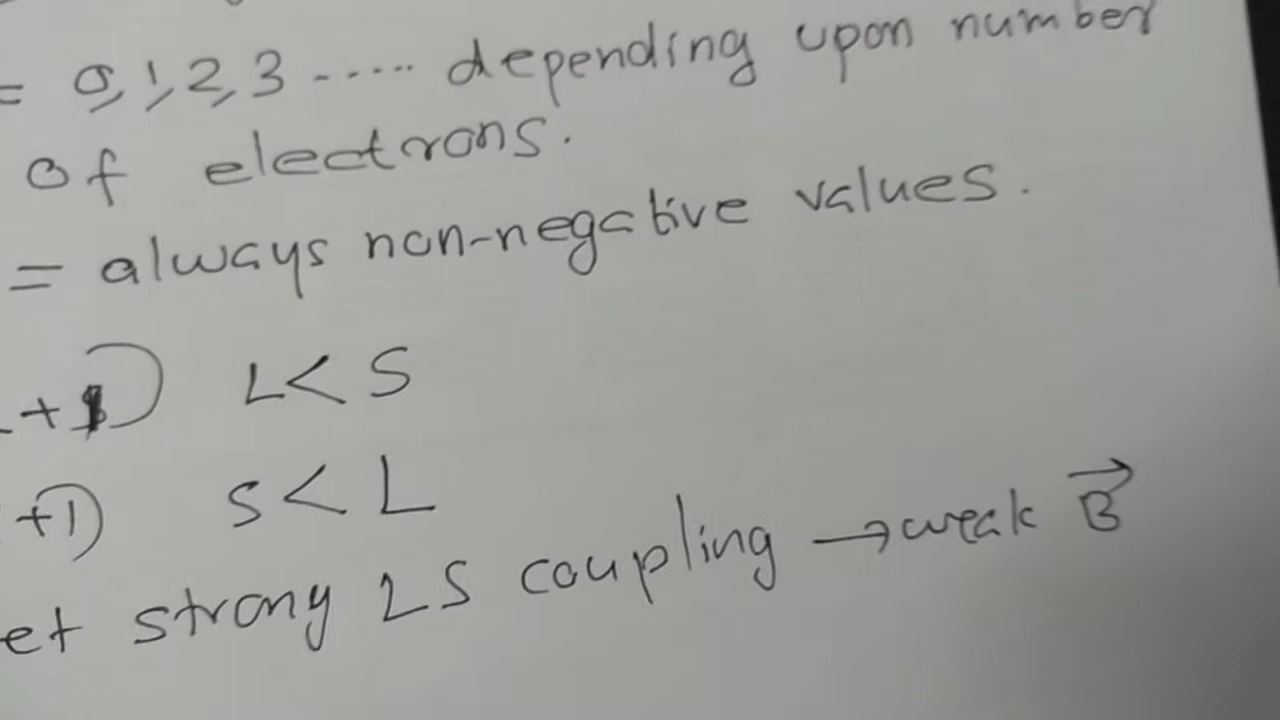 = 0,1,2,3 ..... depending upon number
of electrons.
= always non-negative values.
+1) L<S
+1) S<L
et strong LS coupling →weak B⃗